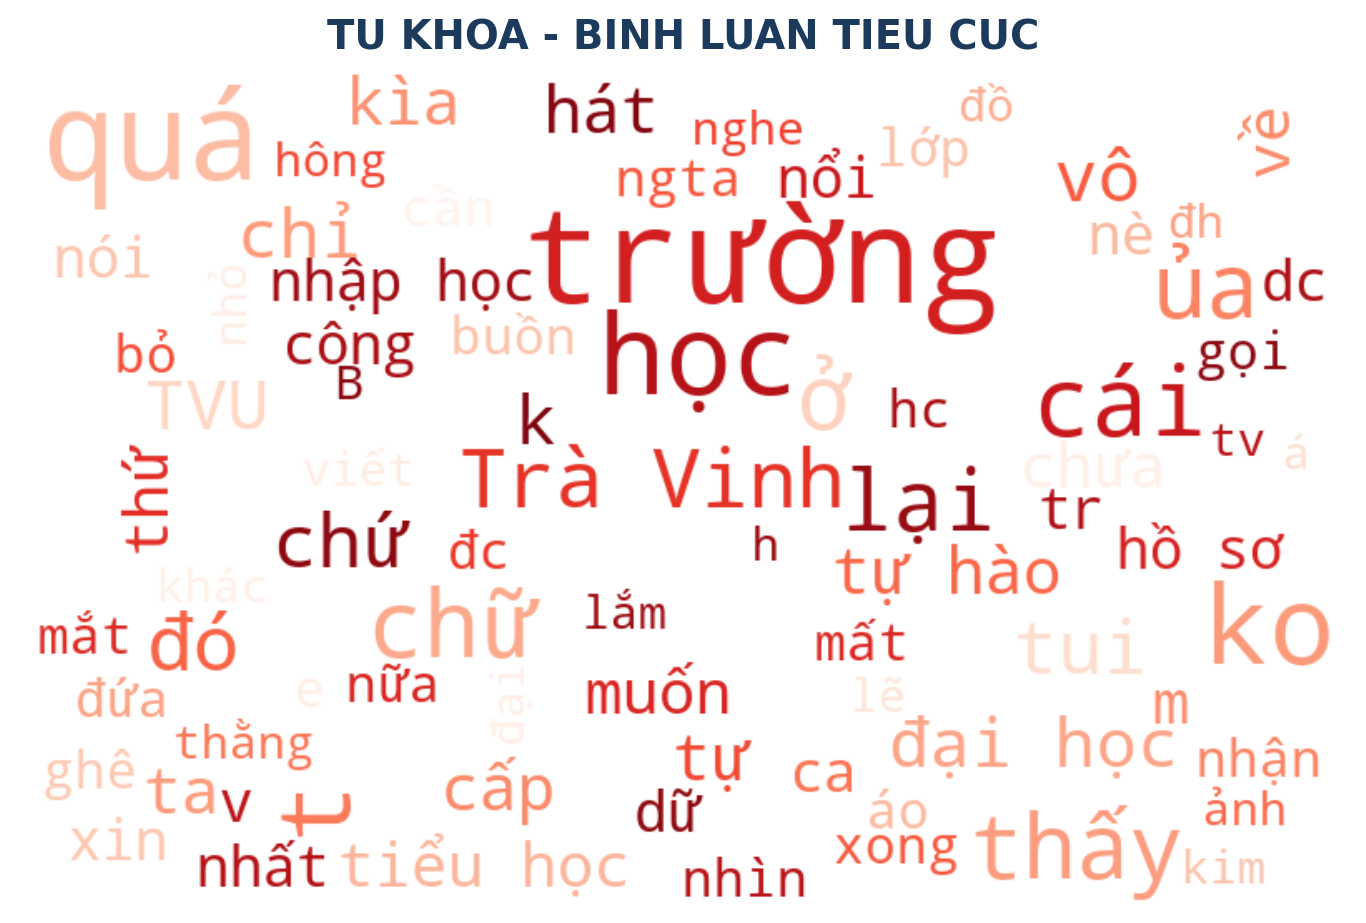 TU KHOA - BINH LUAN TIEU CUC
quá
kìa
hát
nghe
đồ
về
hông
ngta
nổi
lớp
vô
cần
nói
chỉ
trường
nè
đh
nhỏ
nhập học
ủa
dc
bỏ
công
buồn
học
gọi
B
TVU
k
ở
hc
cái
tv
á
thứ
viết
Trà Vinh
lại
chưa
tr
chứ
đc
h
tự hào
hồ sơ
khác
mắt
đó
chữ
lắm
mất
tui
ko
đứa
e
nữa
đại
muốn
lẽ
m
thằng
ghê
ta
v
t
cấp
tự
ca
đại học
nhận
dữ
áo
ảnh
xin
nhất
tiểu học
nhìn
xong
thấy
kim